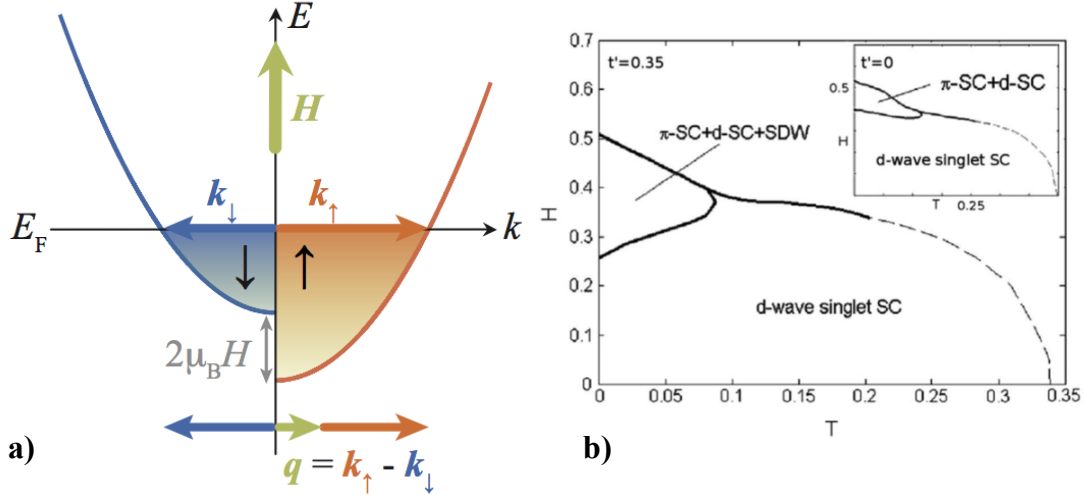 E
H
k↓
k↑
E_F
k
↓
↑
2μ_B H
q = k↑ - k↓
a)
0.7
0.6
0.5
0.4
0.3
0.2
0.1
0
H
t'=0.35
π-SC+d-SC+SDW
d-wave singlet SC
0
0.05
0.1
0.15
0.2
0.25
0.3
0.35
T
t'=0
0.5
π-SC+d-SC
H
d-wave singlet SC
T
0.25
b)